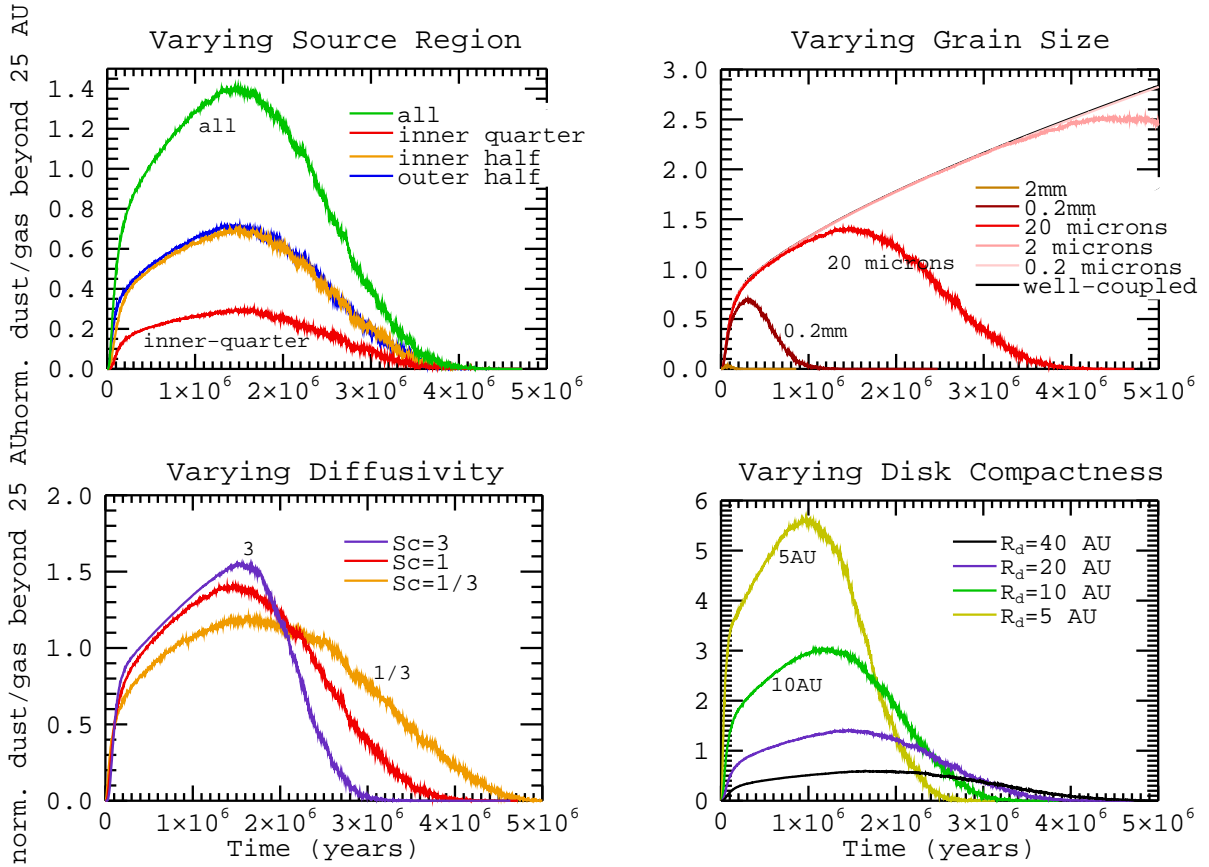 norm. dust/gas beyond 25 AU
Varying Source Region
1.4
1.2
1.0
0.8
0.6
0.4
0.2
0.0
all
inner-quarter
all
inner quarter
inner half
outer half
0 1×10⁶ 2×10⁶ 3×10⁶ 4×10⁶ 5×10⁶
Varying Grain Size
3.0
2.5
2.0
1.5
1.0
0.5
0.0
20 microns
0.2mm
2mm
0.2mm
20 microns
2 microns
0.2 microns
well-coupled
0 1×10⁶ 2×10⁶ 3×10⁶ 4×10⁶ 5×10⁶
norm. dust/gas beyond 25 AU
Varying Diffusivity
2.0
1.5
1.0
0.5
0.0
3
1/3
Sc=3
Sc=1
Sc=1/3
0 1×10⁶ 2×10⁶ 3×10⁶ 4×10⁶ 5×10⁶
Time (years)
Varying Disk Compactness
6
5
4
3
2
1
0
5AU
10AU
R_d=40 AU
R_d=20 AU
R_d=10 AU
R_d=5 AU
0 1×10⁶ 2×10⁶ 3×10⁶ 4×10⁶ 5×10⁶
Time (years)